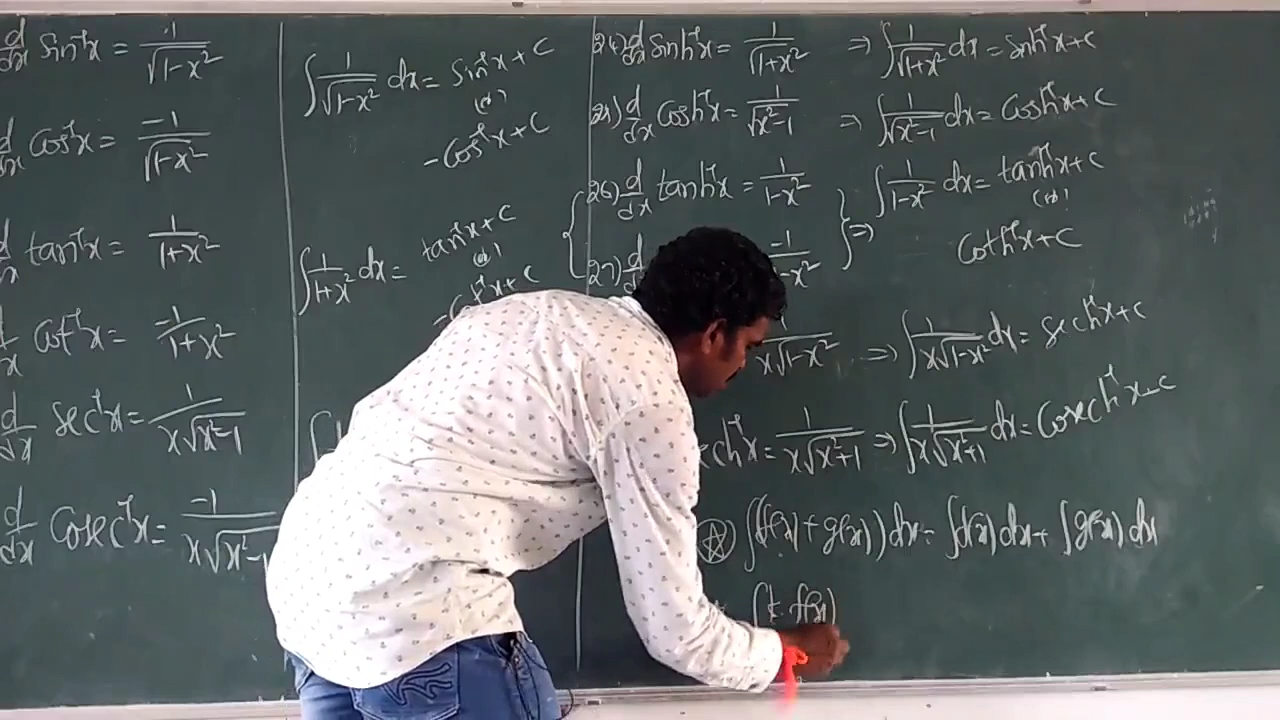 d/dx sin⁻¹x = 1/√(1-x²)
d/dx Cos⁻¹x = -1/√(1-x²)
d/dx tan⁻¹x = 1/(1+x²)
d/dx Cot⁻¹x = -1/(1+x²)
d/dx sec⁻¹x = 1/(x√(x²-1))
d/dx Cosec⁻¹x = -1/(x√(x²-1
∫ 1/√(1-x²) dx = Sin⁻¹x + C
(or)
-Cos⁻¹x + C
∫ 1/(1+x²) dx = tan⁻¹x + C
(or)
-Cot⁻¹x + C
∫
24) d/dx Sinh⁻¹x = 1/√(1+x²) ⇒ ∫ 1/√(1+x²) dx = Sinh⁻¹x + C
25) d/dx Cosh⁻¹x = 1/√(x²-1) ⇒ ∫ 1/√(x²-1) dx = Cosh⁻¹x + C
26) d/dx tanh⁻¹x = 1/(1-x²) ⇒ ∫ 1/(1-x²) dx = tanh⁻¹x + C
(or)
27) d -1 -x² Coth⁻¹x + C
x√(1-x²) ⇒ ∫ 1/(x√(1-x²)) dx = sech⁻¹x + C
ech⁻¹x = 1/(x√(x²+1)) ⇒ ∫ 1/(x√(x²+1)) dx = Cosech⁻¹x + C
∫(f(x) + g(x)) dx = ∫f(x) dx + ∫g(x) dx
∫k. f(x)